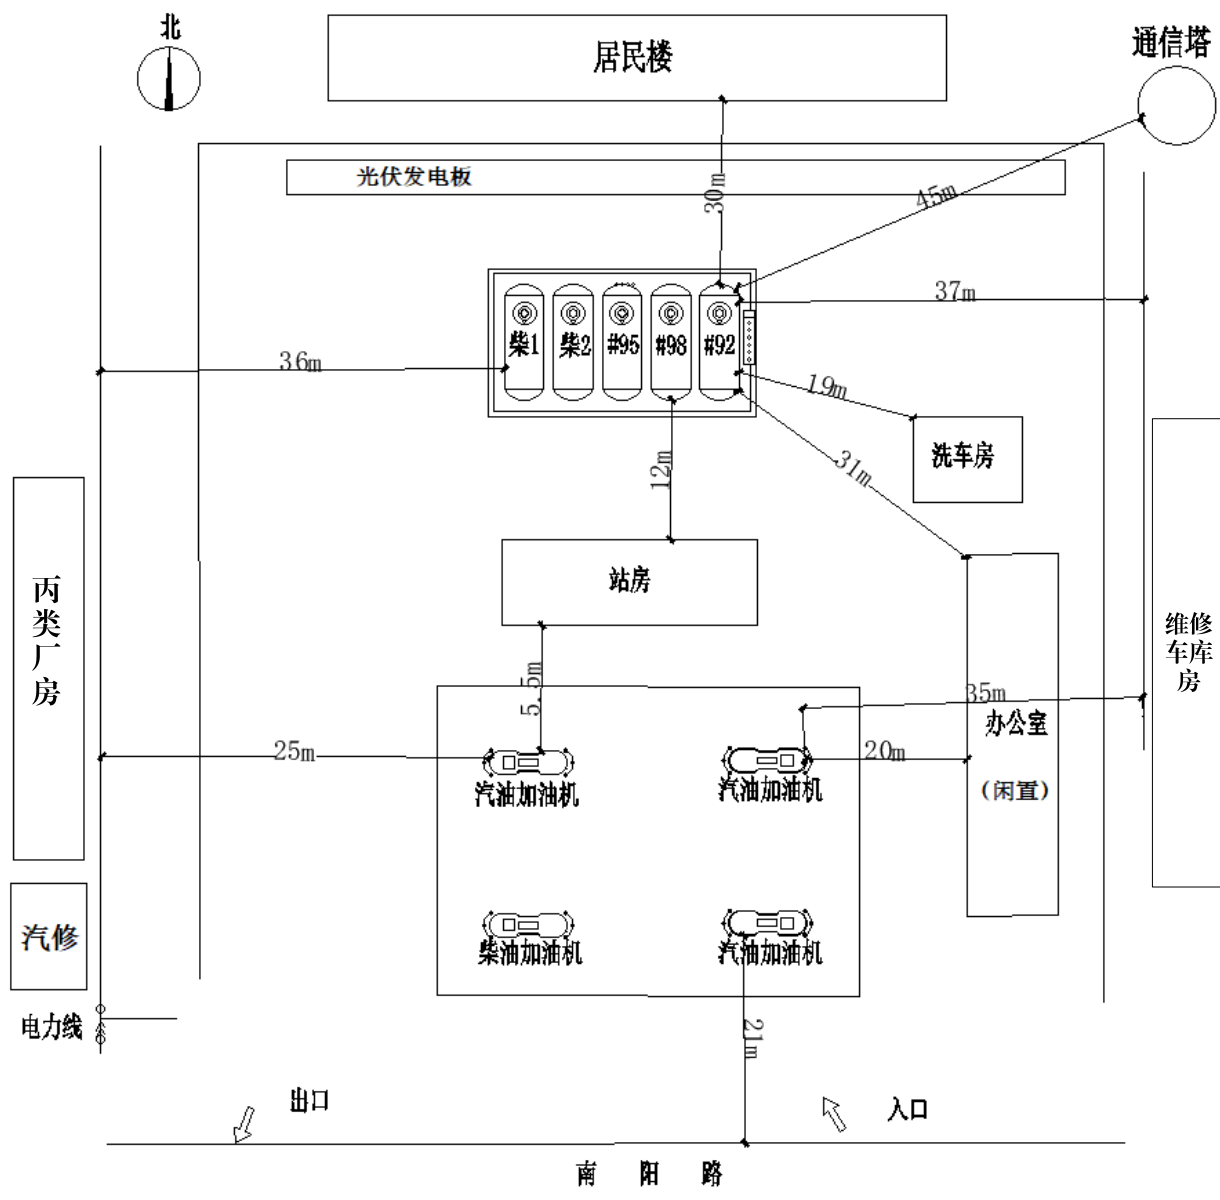 北
居民楼
通信塔
光伏发电板
30m
45m
37m
柴1
柴2
#95
#98
#92
36m
19m
31m
12m
洗车房
站房
丙类厂房
维修
车库
房
5.5m
35m
办公室
25m
20m
(闲置)
汽油加油机
汽油加油机
汽修
柴油加油机
汽油加油机
电力线
21m
出口
入口
南 阳 路